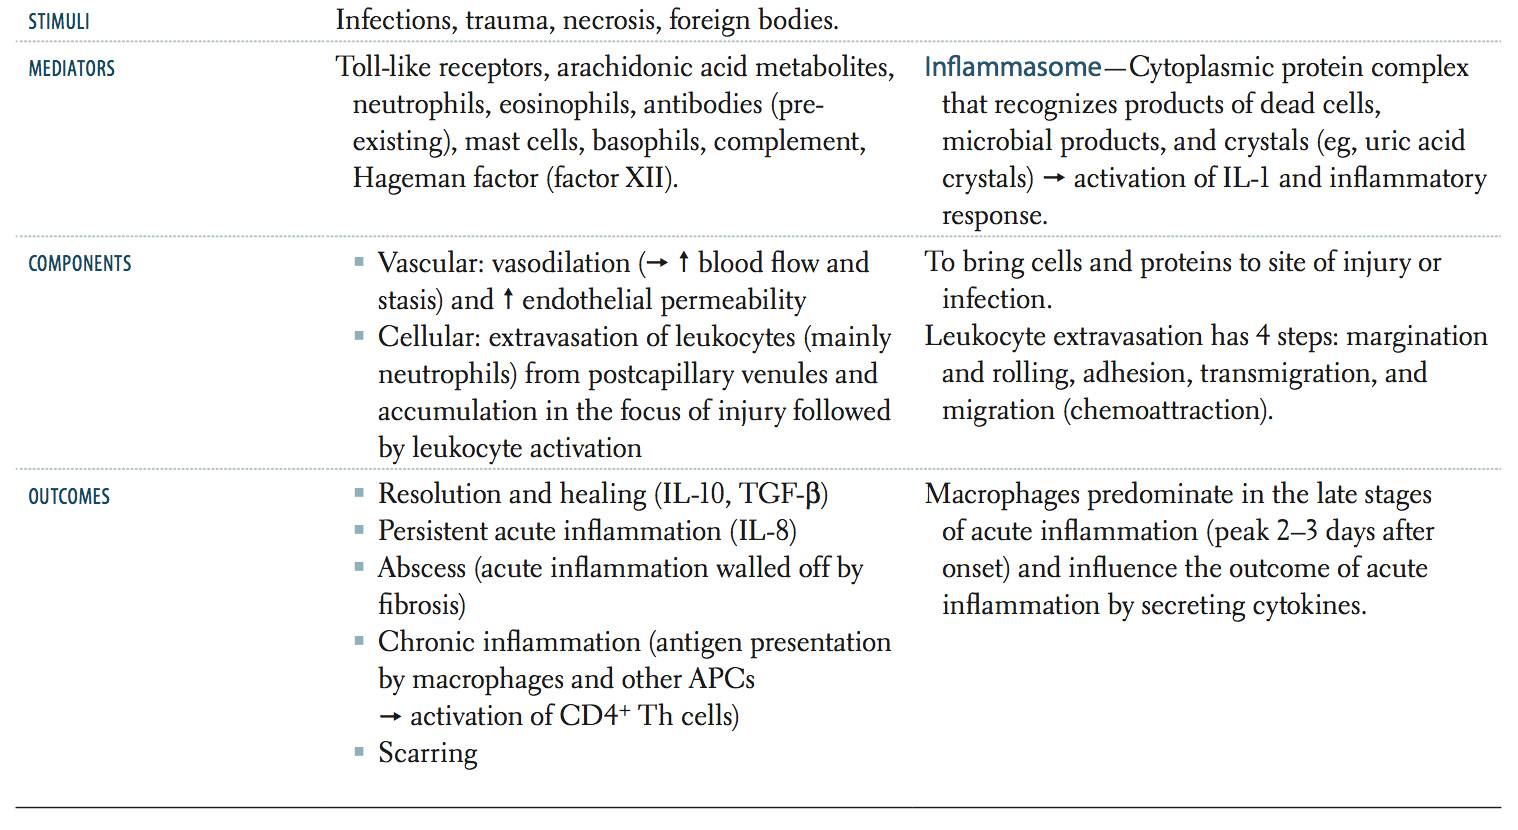 STIMULI
Infections, trauma, necrosis, foreign bodies.
MEDIATORS
Toll-like receptors, arachidonic acid metabolites,
neutrophils, eosinophils, antibodies (pre-
existing), mast cells, basophils, complement,
Hageman factor (factor XII).
Inflammasome—Cytoplasmic protein complex
that recognizes products of dead cells,
microbial products, and crystals (eg, uric acid
crystals) → activation of IL-1 and inflammatory
response.
COMPONENTS
▪ Vascular: vasodilation (→ ↑ blood flow and
stasis) and ↑ endothelial permeability
▪ Cellular: extravasation of leukocytes (mainly
neutrophils) from postcapillary venules and
accumulation in the focus of injury followed
by leukocyte activation
To bring cells and proteins to site of injury or
infection.
Leukocyte extravasation has 4 steps: margination
and rolling, adhesion, transmigration, and
migration (chemoattraction).
OUTCOMES
▪ Resolution and healing (IL-10, TGF-β)
▪ Persistent acute inflammation (IL-8)
▪ Abscess (acute inflammation walled off by
fibrosis)
▪ Chronic inflammation (antigen presentation
by macrophages and other APCs
→ activation of CD4⁺ Th cells)
▪ Scarring
Macrophages predominate in the late stages
of acute inflammation (peak 2–3 days after
onset) and influence the outcome of acute
inflammation by secreting cytokines.